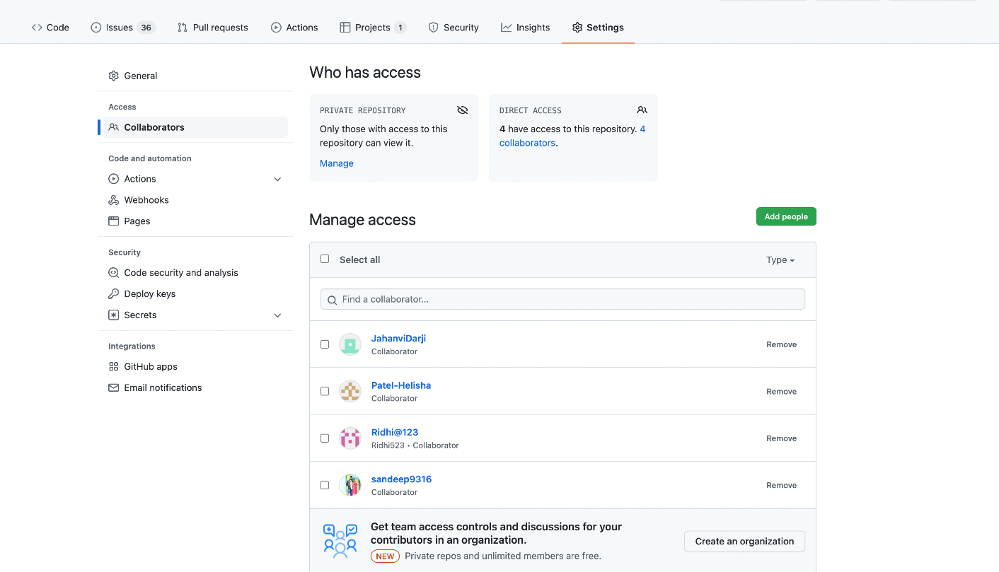 Code
Issues 36
Pull requests
Actions
Projects 1
Security
Insights
Settings
General
Access
Collaborators
Code and automation
Actions
Webhooks
Pages
Security
Code security and analysis
Deploy keys
Secrets
Integrations
GitHub apps
Email notifications
Who has access
PRIVATE REPOSITORY
Only those with access to this
repository can view it.
Manage
DIRECT ACCESS
4 have access to this repository. 4
collaborators.
Manage access
Add people
Select all
Type
Find a collaborator...
JahanviDarji
Collaborator
Remove
Patel-Helisha
Collaborator
Remove
Ridhi@123
Ridhi523 • Collaborator
Remove
sandeep9316
Collaborator
Remove
Get team access controls and discussions for your
contributors in an organization.
NEW Private repos and unlimited members are free.
Create an organization